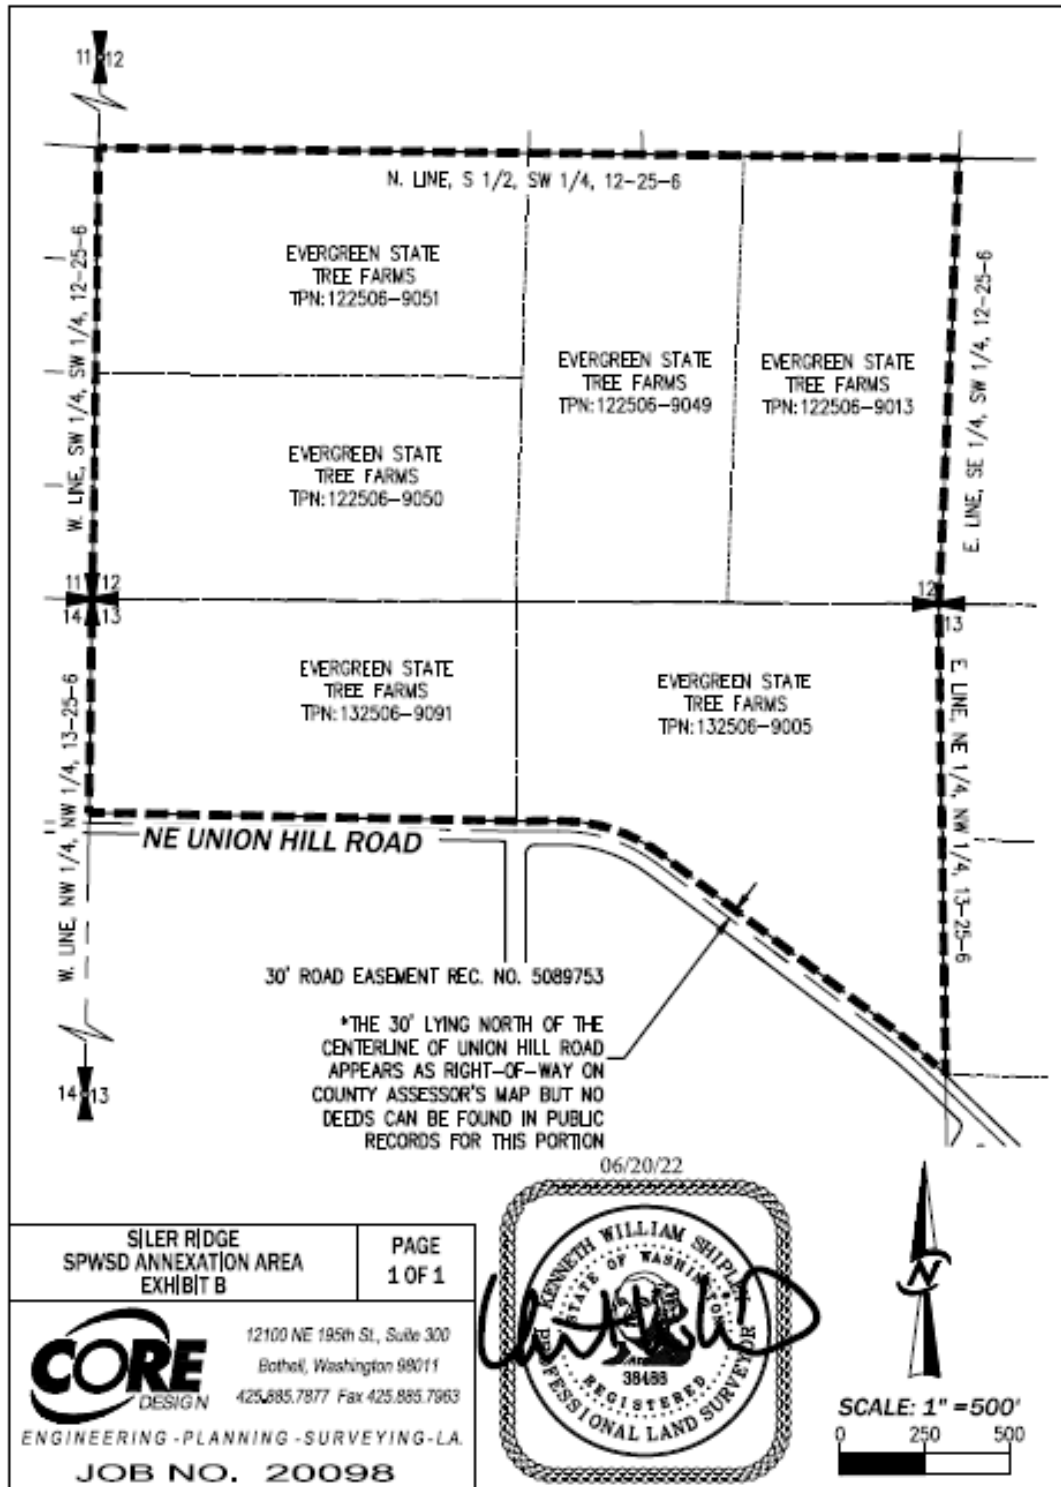 11 12
N. LINE, S 1/2, SW 1/4, 12-25-6
W. LINE, SW 1/4, SW 1/4, 12-25-6
EVERGREEN STATE
TREE FARMS
TPN:122506-9051
EVERGREEN STATE
TREE FARMS
TPN:122506-9049
EVERGREEN STATE
TREE FARMS
TPN:122506-9013
E. LINE, SE 1/4, SW 1/4, 12-25-6
EVERGREEN STATE
TREE FARMS
TPN:122506-9050
11 12
14 13
12
13
EVERGREEN STATE
TREE FARMS
TPN:132506-9091
EVERGREEN STATE
TREE FARMS
TPN:132506-9005
W. LINE, NW 1/4, NW 1/4, 13-25-6
E. LINE, NE 1/4, NW 1/4, 13-25-6
NE UNION HILL ROAD
30' ROAD EASEMENT REC. NO. 5089753
*THE 30' LYING NORTH OF THE
CENTERLINE OF UNION HILL ROAD
APPEARS AS RIGHT-OF-WAY ON
COUNTY ASSESSOR'S MAP BUT NO
DEEDS CAN BE FOUND IN PUBLIC
RECORDS FOR THIS PORTION
14 13
06/20/22
KENNETH WILLIAM SHIPLEY
STATE OF WASHINGTON
38488
REGISTERED
PROFESSIONAL LAND SURVEYOR
N
SCALE: 1" =500'
0 250 500
SILER RIDGE
SPWSD ANNEXATION AREA
EXHIBIT B
PAGE
1 OF 1
CORE
DESIGN
12100 NE 195th St., Suite 300
Bothell, Washington 98011
425.885.7877 Fax 425.885.7963
ENGINEERING-PLANNING-SURVEYING-LA.
JOB NO. 20098